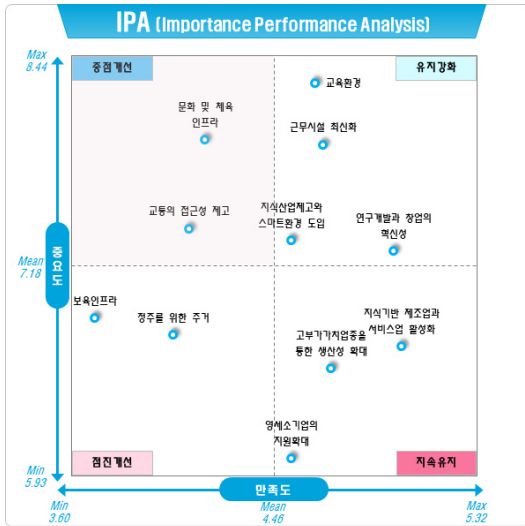 IPA (Importance Performance Analysis)
Max
8.44
중점개선
유지강화
교육환경
문화 및 체육
인프라
근무시설 최신화
교통의 접근성 제고
지식산업제고와
스마트환경 도입
연구개발과 창업의
혁신성
Mean
7.18
중요도
보육인프라
정주를 위한 주거
지식기반 제조업과
서비스업 활성화
고부가가치업종을
통한 생산성 확대
영세소기업의
지원확대
점진개선
지속유지
Min
5.93
만족도
Min
3.60
Mean
4.46
Max
5.32